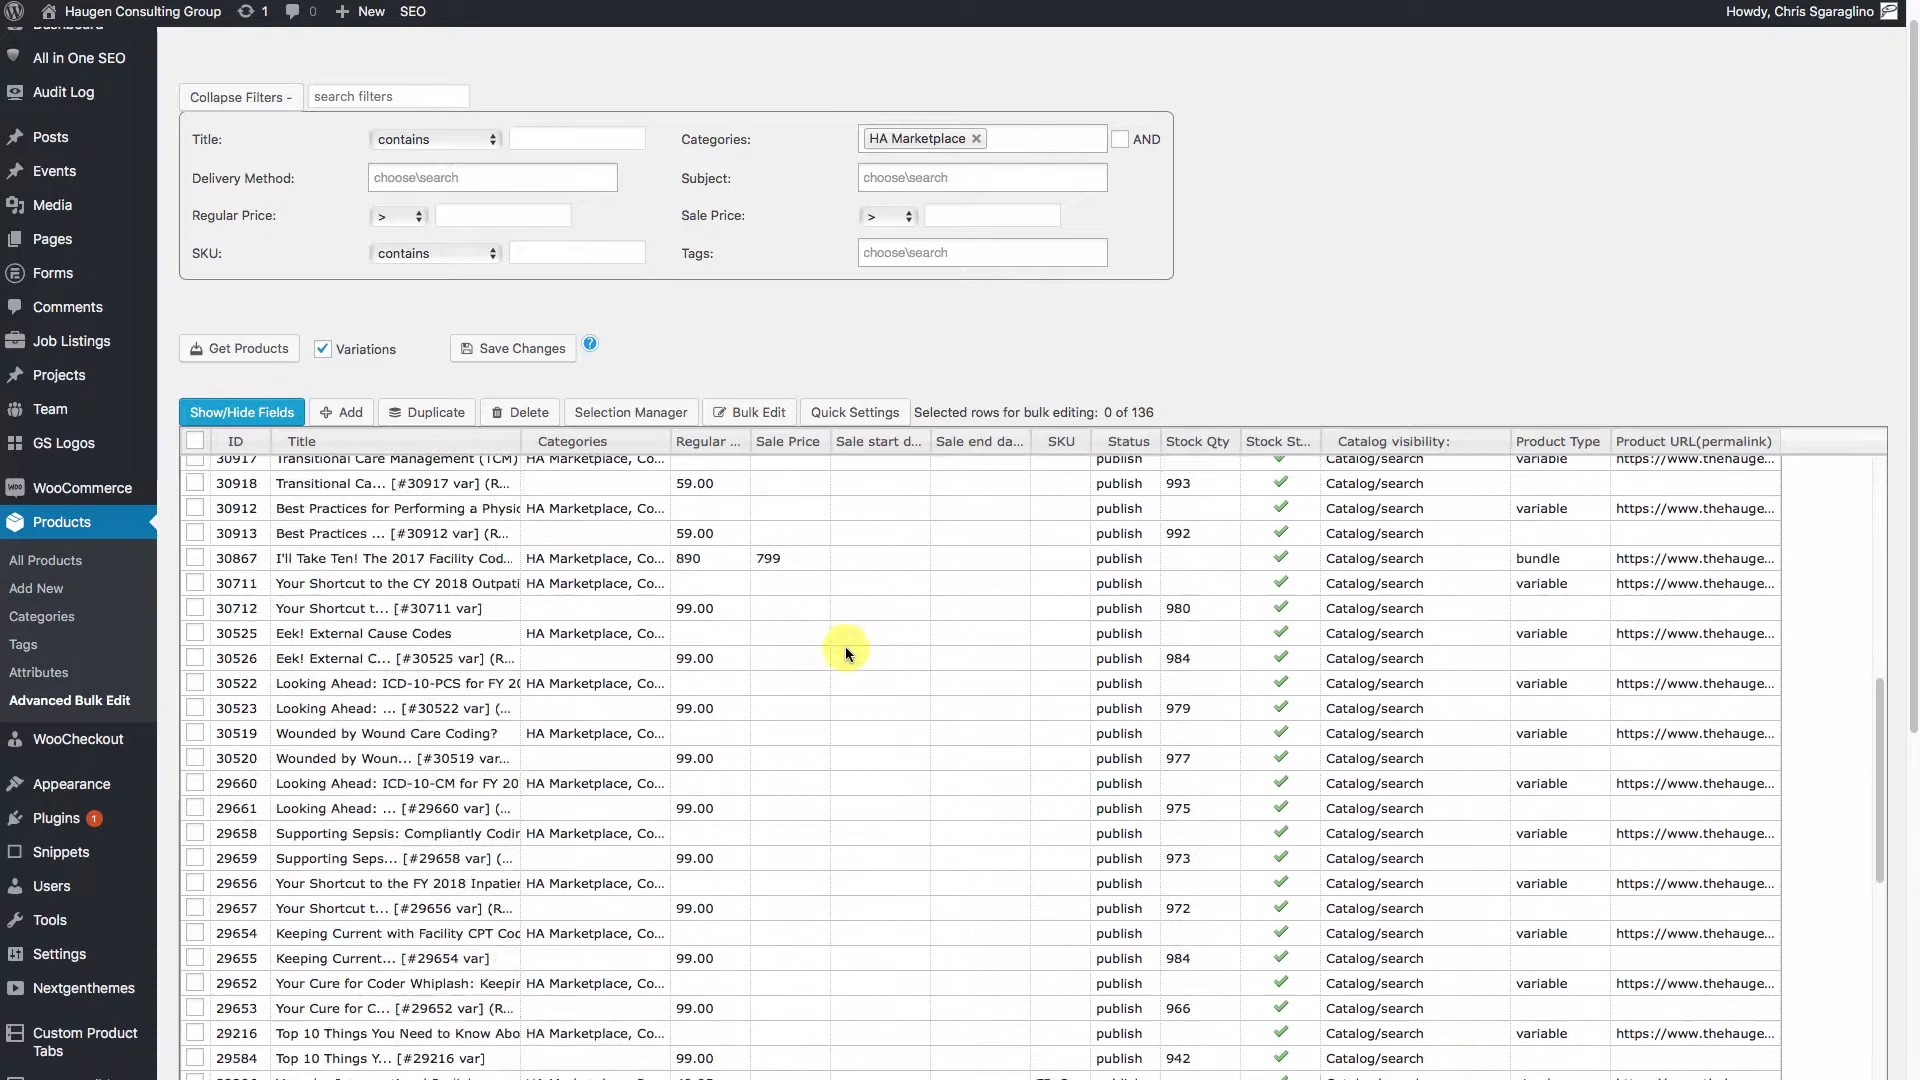 Haugen Consulting Group 1 0 New SEO Howdy, Chris Sgaraglino
Dashboard
All in One SEO
Audit Log
Posts
Events
Media
Pages
Forms
Comments
Job Listings
Projects
Team
GS Logos
WooCommerce
Products
All Products
Add New
Categories
Tags
Attributes
Advanced Bulk Edit
WooCheckout
Appearance
Plugins 1
Snippets
Users
Tools
Settings
Nextgenthemes
Custom Product
Tabs
Collapse Filters - search filters
Title: contains Categories: HA Marketplace × AND
Delivery Method: choose\search Subject: choose\search
Regular Price: > Sale Price: >
SKU: contains Tags: choose\search
Get Products Variations Save Changes ?
Show/Hide Fields Add Duplicate Delete Selection Manager Bulk Edit Quick Settings Selected rows for bulk editing: 0 of 136
ID Title Categories Regular ... Sale Price Sale start d... Sale end da... SKU Status Stock Qty Stock St... Catalog visibility: Product Type Product URL(permalink)
30917 Transitional Care Management (TCM) HA Marketplace, Co... publish Catalog/search variable https://www.thehauge...
30918 Transitional Ca... [#30917 var] (R... 59.00 publish 993 Catalog/search
30912 Best Practices for Performing a Physic HA Marketplace, Co... publish Catalog/search variable https://www.thehauge...
30913 Best Practices ... [#30912 var] (R... 59.00 publish 992 Catalog/search
30867 I'll Take Ten! The 2017 Facility Cod... HA Marketplace, Co... 890 799 publish Catalog/search bundle https://www.thehauge...
30711 Your Shortcut to the CY 2018 Outpati HA Marketplace, Co... publish Catalog/search variable https://www.thehauge...
30712 Your Shortcut t... [#30711 var] 99.00 publish 980 Catalog/search
30525 Eek! External Cause Codes HA Marketplace, Co... publish Catalog/search variable https://www.thehauge...
30526 Eek! External C... [#30525 var] (R... 99.00 publish 984 Catalog/search
30522 Looking Ahead: ICD-10-PCS for FY 20 HA Marketplace, Co... publish Catalog/search variable https://www.thehauge...
30523 Looking Ahead: ... [#30522 var] (... 99.00 publish 979 Catalog/search
30519 Wounded by Wound Care Coding? HA Marketplace, Co... publish Catalog/search variable https://www.thehauge...
30520 Wounded by Woun... [#30519 var... 99.00 publish 977 Catalog/search
29660 Looking Ahead: ICD-10-CM for FY 20 HA Marketplace, Co... publish Catalog/search variable https://www.thehauge...
29661 Looking Ahead: ... [#29660 var] (... 99.00 publish 975 Catalog/search
29658 Supporting Sepsis: Compliantly Codin HA Marketplace, Co... publish Catalog/search variable https://www.thehauge...
29659 Supporting Seps... [#29658 var] (... 99.00 publish 973 Catalog/search
29656 Your Shortcut to the FY 2018 Inpatien HA Marketplace, Co... publish Catalog/search variable https://www.thehauge...
29657 Your Shortcut t... [#29656 var] (R... 99.00 publish 972 Catalog/search
29654 Keeping Current with Facility CPT Cod HA Marketplace, Co... publish Catalog/search variable https://www.thehauge...
29655 Keeping Current... [#29654 var] 99.00 publish 984 Catalog/search
29652 Your Cure for Coder Whiplash: Keepin HA Marketplace, Co... publish Catalog/search variable https://www.thehauge...
29653 Your Cure for C... [#29652 var] (R... 99.00 publish 966 Catalog/search
29216 Top 10 Things You Need to Know Abo HA Marketplace, Co... publish Catalog/search variable https://www.thehauge...
29584 Top 10 Things Y... [#29216 var] 99.00 publish 942 Catalog/search